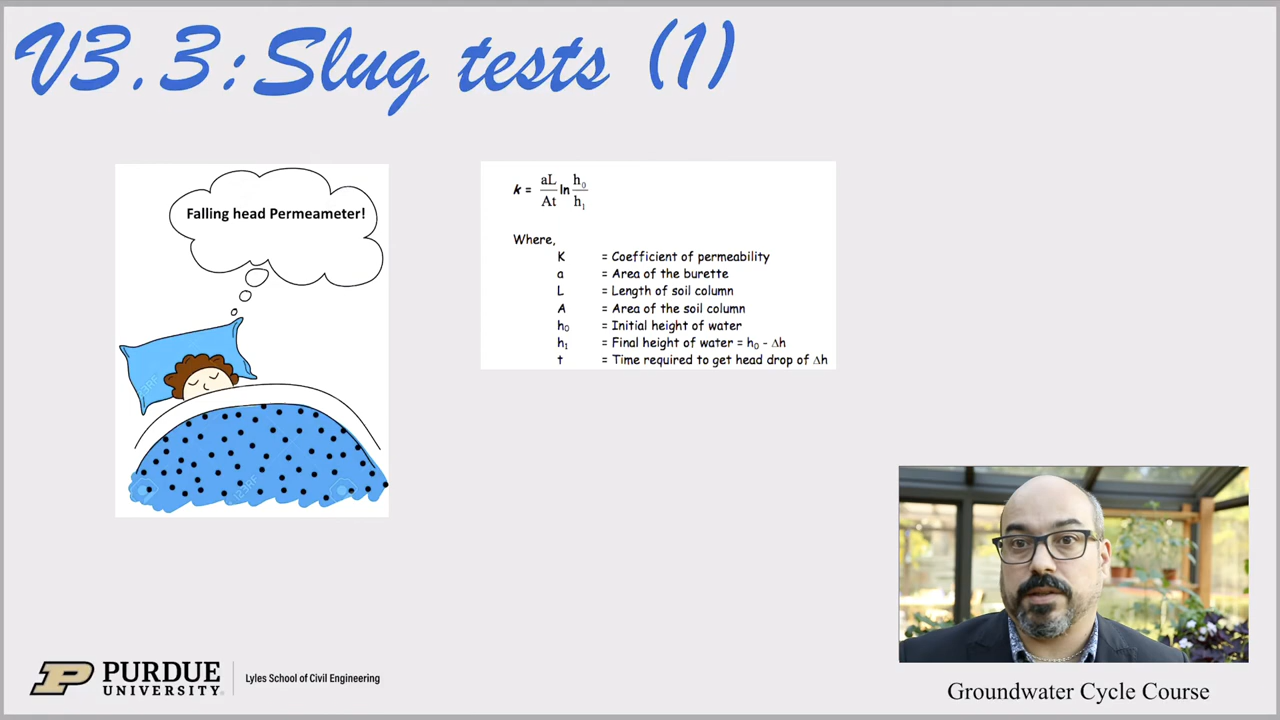 V3.3: Slug tests (1)
Falling head Permeameter!
k = aL/At ln h₀/h₁
Where,
K = Coefficient of permeability
a = Area of the burette
L = Length of soil column
A = Area of the soil column
h₀ = Initial height of water
h₁ = Final height of water = h₀ - Δh
t = Time required to get head drop of Δh
PURDUE
UNIVERSITY
Lyles School of Civil Engineering
Groundwater Cycle Course